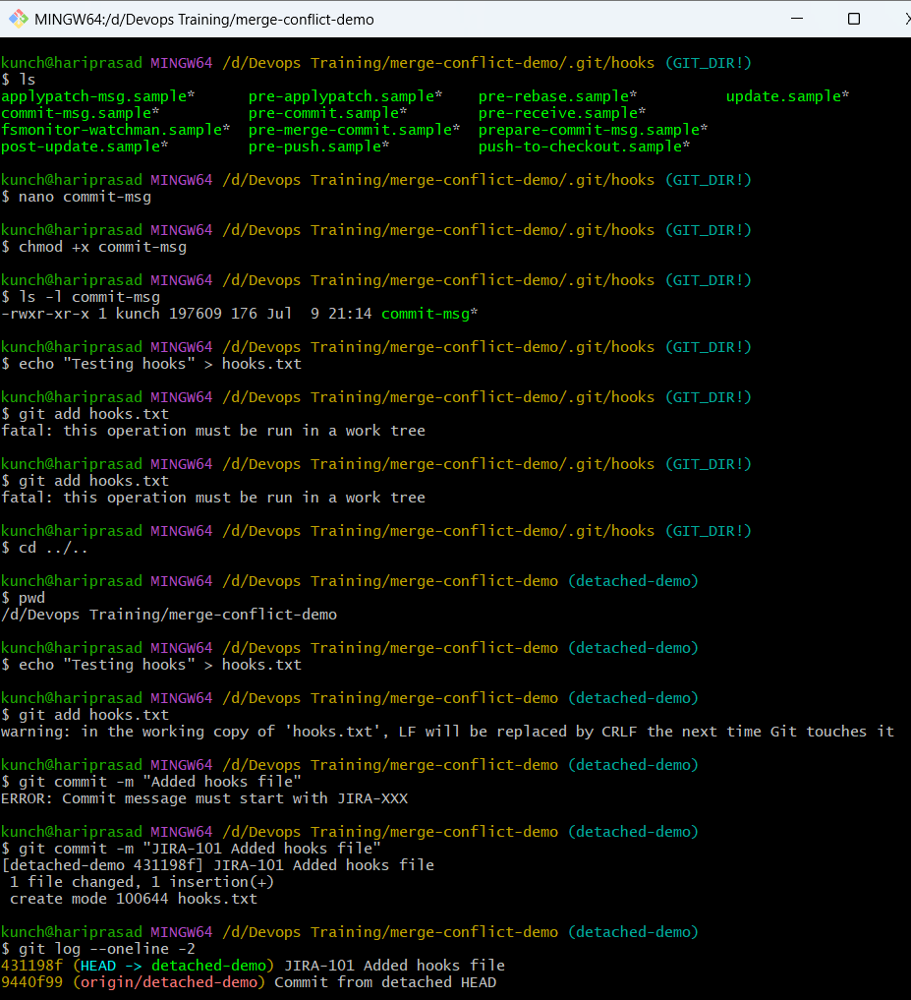 MINGW64:/d/Devops Training/merge-conflict-demo
kunch@hariprasad MINGW64 /d/Devops Training/merge-conflict-demo/.git/hooks (GIT_DIR!)
$ ls
applypatch-msg.sample* pre-applypatch.sample* pre-rebase.sample* update.sample*
commit-msg.sample* pre-commit.sample* pre-receive.sample*
fsmonitor-watchman.sample* pre-merge-commit.sample* prepare-commit-msg.sample*
post-update.sample* pre-push.sample* push-to-checkout.sample*
kunch@hariprasad MINGW64 /d/Devops Training/merge-conflict-demo/.git/hooks (GIT_DIR!)
$ nano commit-msg
kunch@hariprasad MINGW64 /d/Devops Training/merge-conflict-demo/.git/hooks (GIT_DIR!)
$ chmod +x commit-msg
kunch@hariprasad MINGW64 /d/Devops Training/merge-conflict-demo/.git/hooks (GIT_DIR!)
$ ls -l commit-msg
-rwxr-xr-x 1 kunch 197609 176 Jul  9 21:14 commit-msg*
kunch@hariprasad MINGW64 /d/Devops Training/merge-conflict-demo/.git/hooks (GIT_DIR!)
$ echo "Testing hooks" > hooks.txt
kunch@hariprasad MINGW64 /d/Devops Training/merge-conflict-demo/.git/hooks (GIT_DIR!)
$ git add hooks.txt
fatal: this operation must be run in a work tree
kunch@hariprasad MINGW64 /d/Devops Training/merge-conflict-demo/.git/hooks (GIT_DIR!)
$ git add hooks.txt
fatal: this operation must be run in a work tree
kunch@hariprasad MINGW64 /d/Devops Training/merge-conflict-demo/.git/hooks (GIT_DIR!)
$ cd ../..
kunch@hariprasad MINGW64 /d/Devops Training/merge-conflict-demo (detached-demo)
$ pwd
/d/Devops Training/merge-conflict-demo
kunch@hariprasad MINGW64 /d/Devops Training/merge-conflict-demo (detached-demo)
$ echo "Testing hooks" > hooks.txt
kunch@hariprasad MINGW64 /d/Devops Training/merge-conflict-demo (detached-demo)
$ git add hooks.txt
warning: in the working copy of 'hooks.txt', LF will be replaced by CRLF the next time Git touches it
kunch@hariprasad MINGW64 /d/Devops Training/merge-conflict-demo (detached-demo)
$ git commit -m "Added hooks file"
ERROR: Commit message must start with JIRA-XXX
kunch@hariprasad MINGW64 /d/Devops Training/merge-conflict-demo (detached-demo)
$ git commit -m "JIRA-101 Added hooks file"
[detached-demo 431198f] JIRA-101 Added hooks file
 1 file changed, 1 insertion(+)
 create mode 100644 hooks.txt
kunch@hariprasad MINGW64 /d/Devops Training/merge-conflict-demo (detached-demo)
$ git log --oneline -2
431198f (HEAD -> detached-demo) JIRA-101 Added hooks file
9440f99 (origin/detached-demo) Commit from detached HEAD